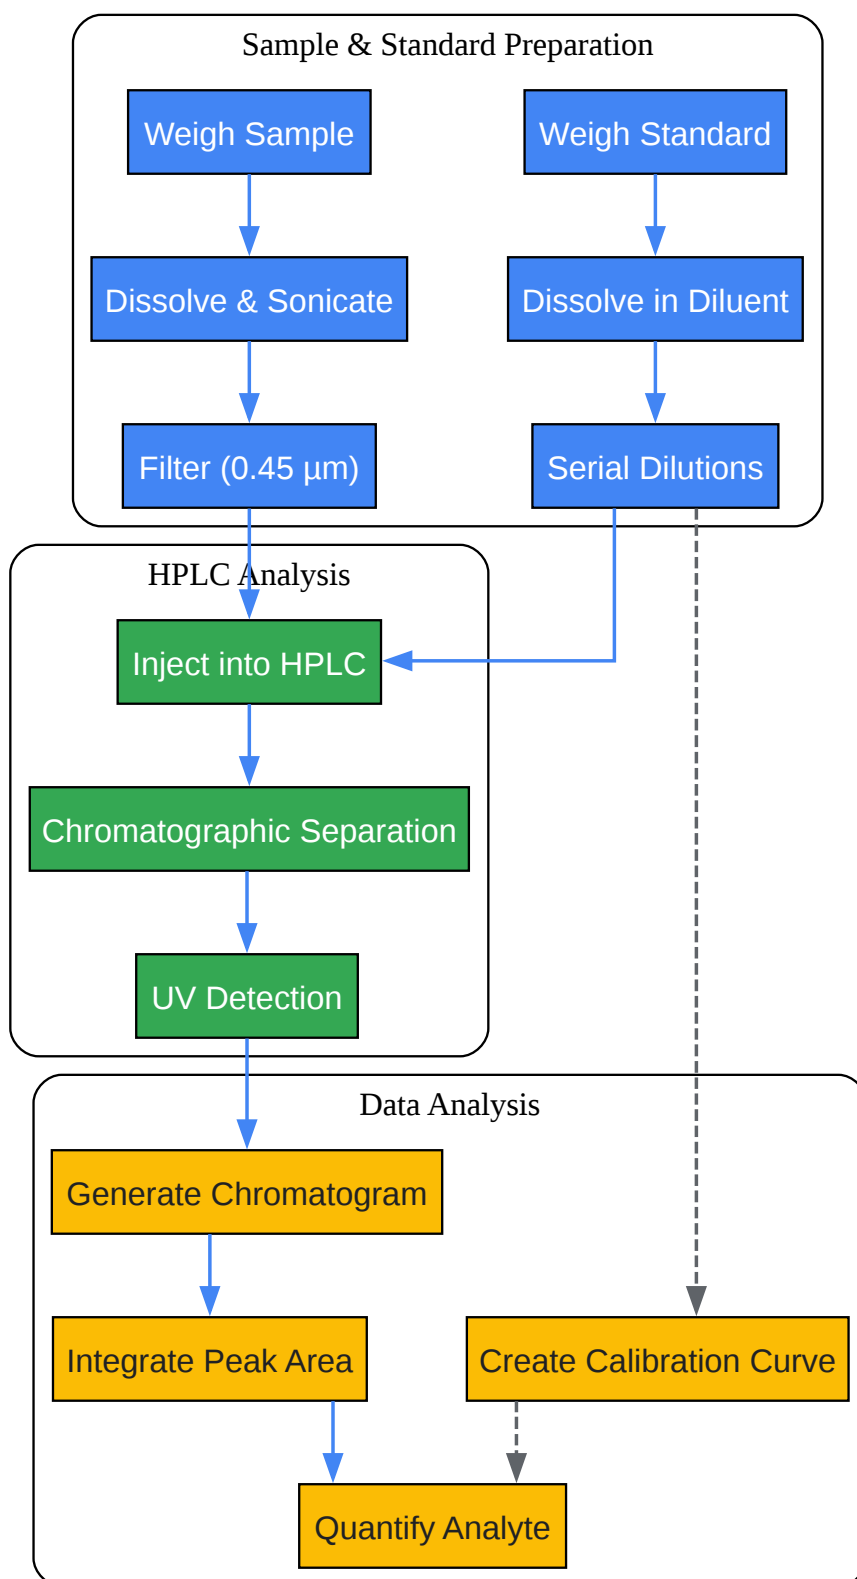 Sample & Standard Preparation
Weigh Sample
Weigh Standard
Dissolve & Sonicate
Dissolve in Diluent
Filter (0.45 µm)
Serial Dilutions
HPLC Analysis
Inject into HPLC
Chromatographic Separation
UV Detection
Data Analysis
Generate Chromatogram
Integrate Peak Area
Create Calibration Curve
Quantify Analyte